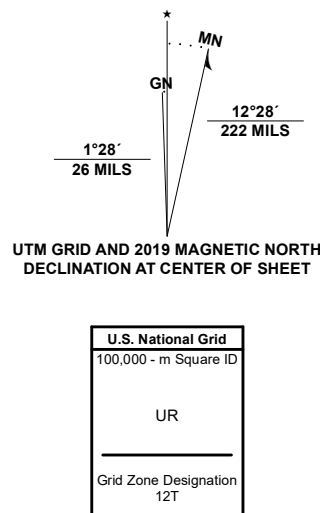 ★
MN
GN
12°28´
222 MILS
1°28´
26 MILS
UTM GRID AND 2019 MAGNETIC NORTH
DECLINATION AT CENTER OF SHEET
U.S. National Grid
100,000 - m Square ID
UR
Grid Zone Designation
12T